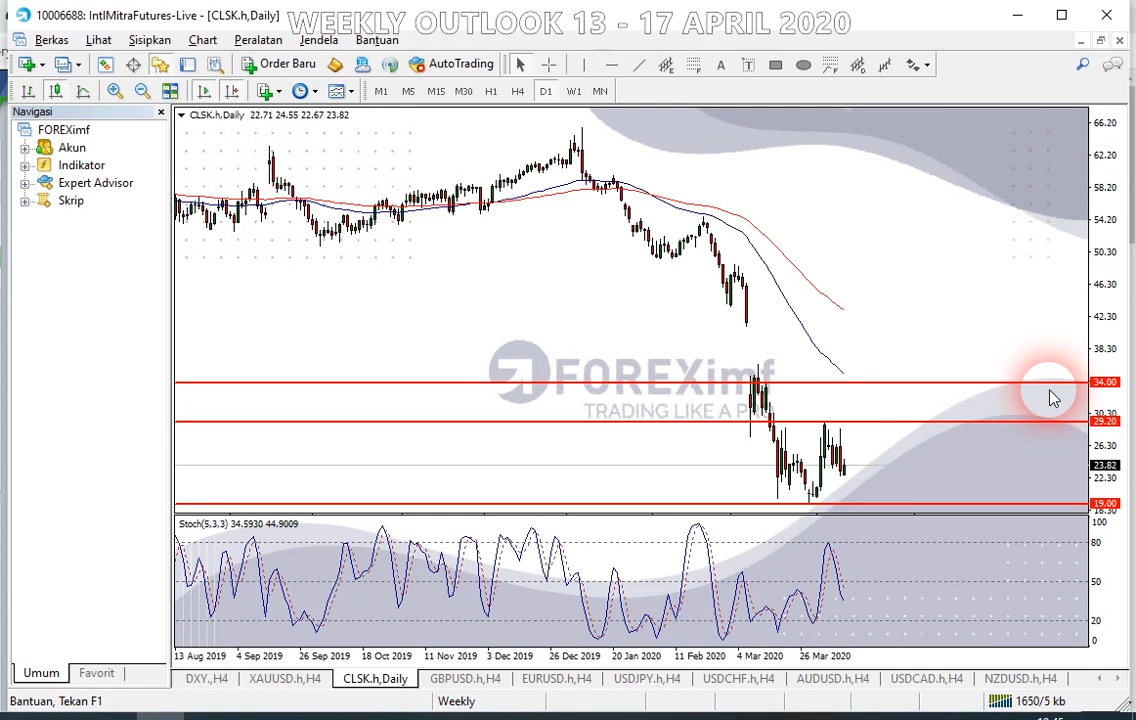 10006688: IntlMitraFutures-Live - [CLSK.h,Daily]
WEEKLY OUTLOOK 13 - 17 APRIL 2020
Berkas Lihat Sisipkan Chart Peralatan Jendela Bantuan
Order Baru AutoTrading
M1 M5 M15 M30 H1 H4 D1 W1 MN
Navigasi
FOREXimf
Akun
Indikator
Expert Advisor
Skrip
Umum Favorit
CLSK.h,Daily 22.71 24.55 22.67 23.82
66.20
62.20
58.20
54.20
50.30
46.30
42.30
38.30
34.00
30.30
29.20
26.30
23.82
22.30
19.00
18.30
FOREXimf
TRADING LIKE A P
Stoch(5,3,3) 34.5930 44.9009
100
80
50
20
0
13 Aug 2019 4 Sep 2019 26 Sep 2019 18 Oct 2019 11 Nov 2019 3 Dec 2019 26 Dec 2019 20 Jan 2020 11 Feb 2020 4 Mar 2020 26 Mar 2020
DXY.,H4 XAUUSD.h,H4 CLSK.h,Daily GBPUSD.h,H4 EURUSD.h,H4 USDJPY.h,H4 USDCHF.h,H4 AUDUSD.h,H4 USDCAD.h,H4 NZDUSD.h,H4
Bantuan, Tekan F1 Weekly 1650/5 kb